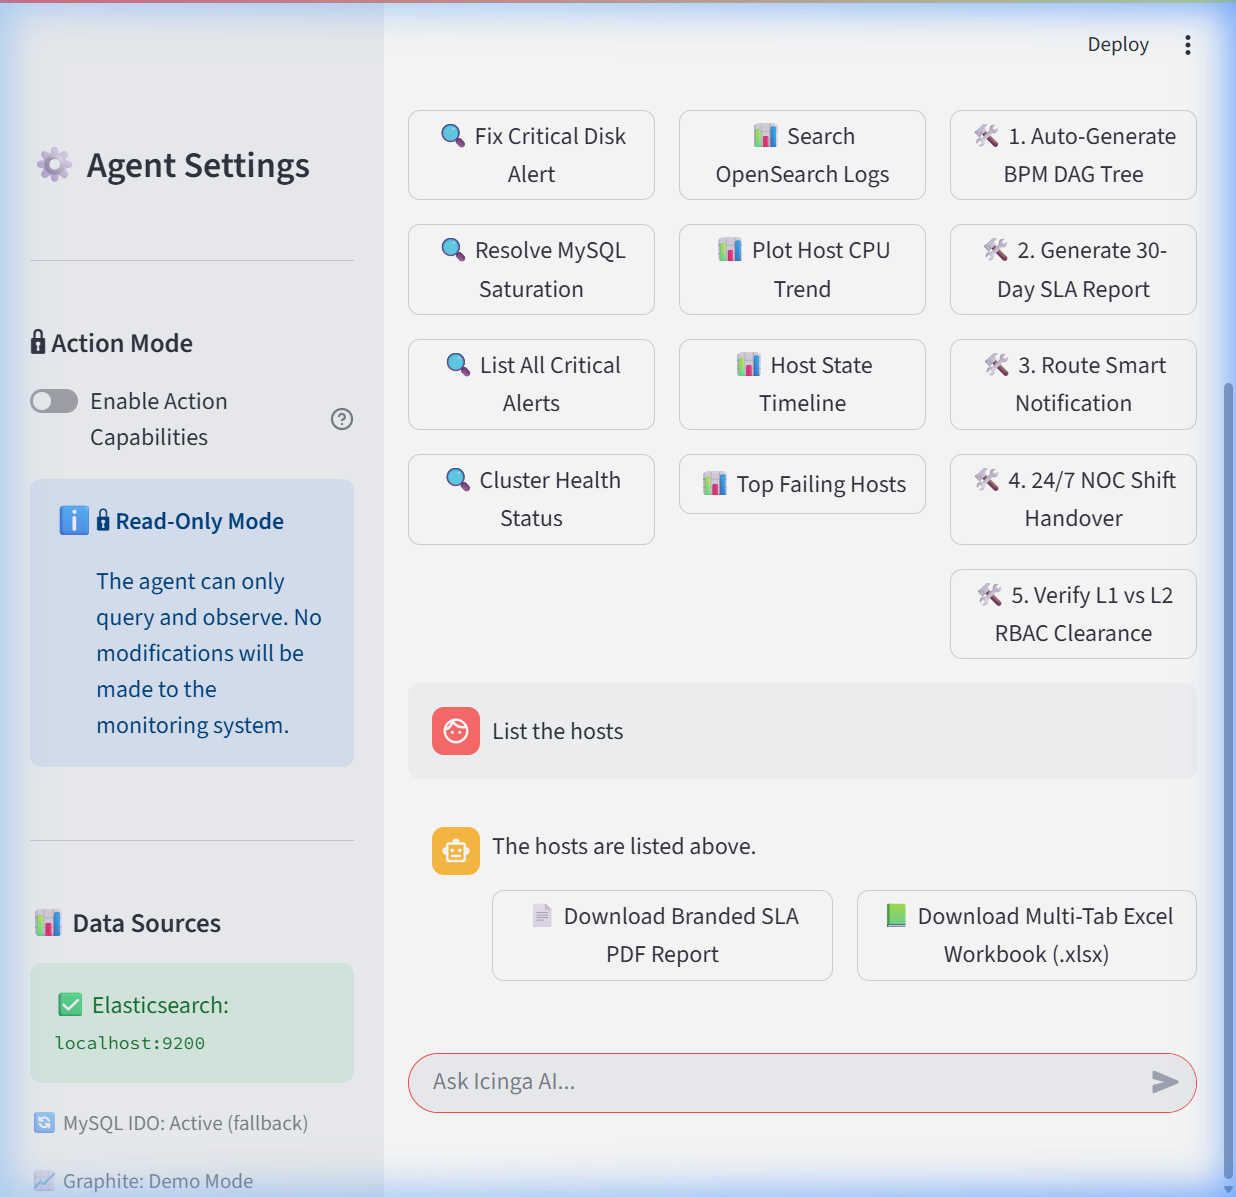 Deploy
Agent Settings
Action Mode
Enable Action
Capabilities
Read-Only Mode
The agent can only
query and observe. No
modifications will be
made to the
monitoring system.
Data Sources
Elasticsearch:
localhost:9200
MySQL IDO: Active (fallback)
Graphite: Demo Mode
Fix Critical Disk
Alert
Search
OpenSearch Logs
1. Auto-Generate
BPM DAG Tree
Resolve MySQL
Saturation
Plot Host CPU
Trend
2. Generate 30-
Day SLA Report
List All Critical
Alerts
Host State
Timeline
3. Route Smart
Notification
Cluster Health
Status
Top Failing Hosts
4. 24/7 NOC Shift
Handover
5. Verify L1 vs L2
RBAC Clearance
List the hosts
The hosts are listed above.
Download Branded SLA
PDF Report
Download Multi-Tab Excel
Workbook (.xlsx)
Ask Icinga AI...